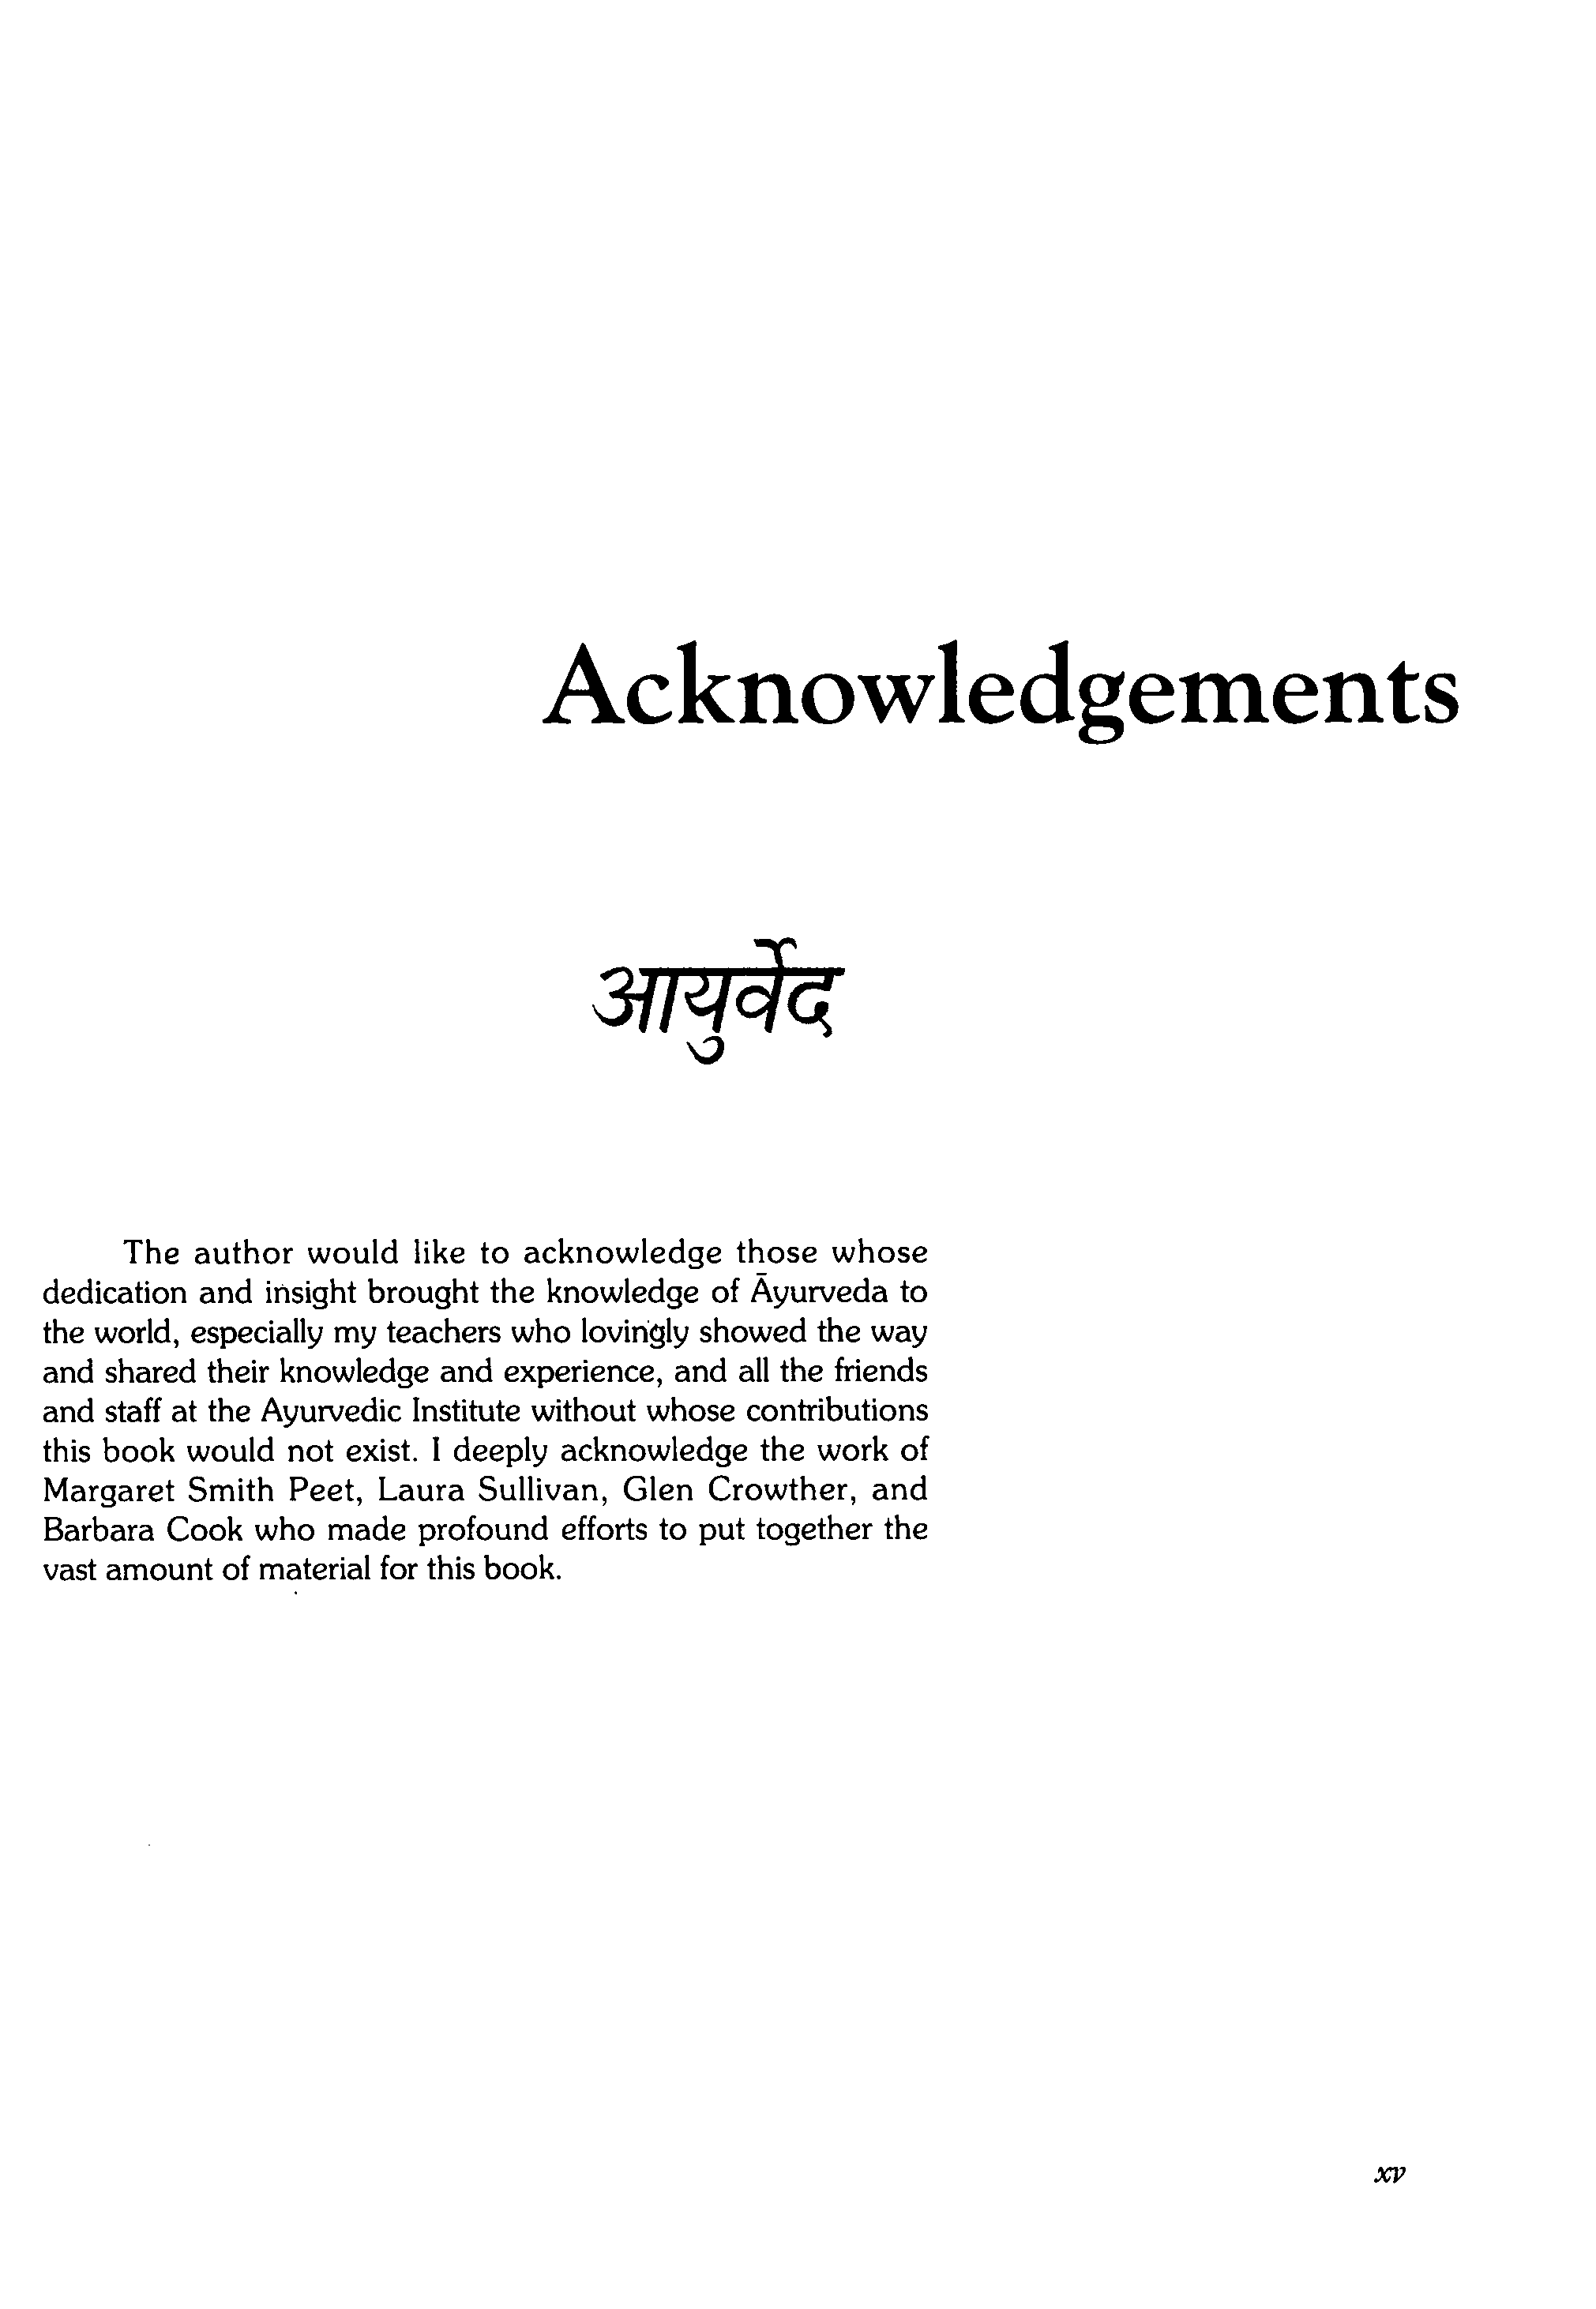 Acknowledgements
आयुर्वेद
The author would like to acknowledge those whose
dedication and insight brought the knowledge of Āyurveda to
the world, especially my teachers who lovingly showed the way
and shared their knowledge and experience, and all the friends
and staff at the Ayurvedic Institute without whose contributions
this book would not exist. I deeply acknowledge the work of
Margaret Smith Peet, Laura Sullivan, Glen Crowther, and
Barbara Cook who made profound efforts to put together the
vast amount of material for this book.
xv